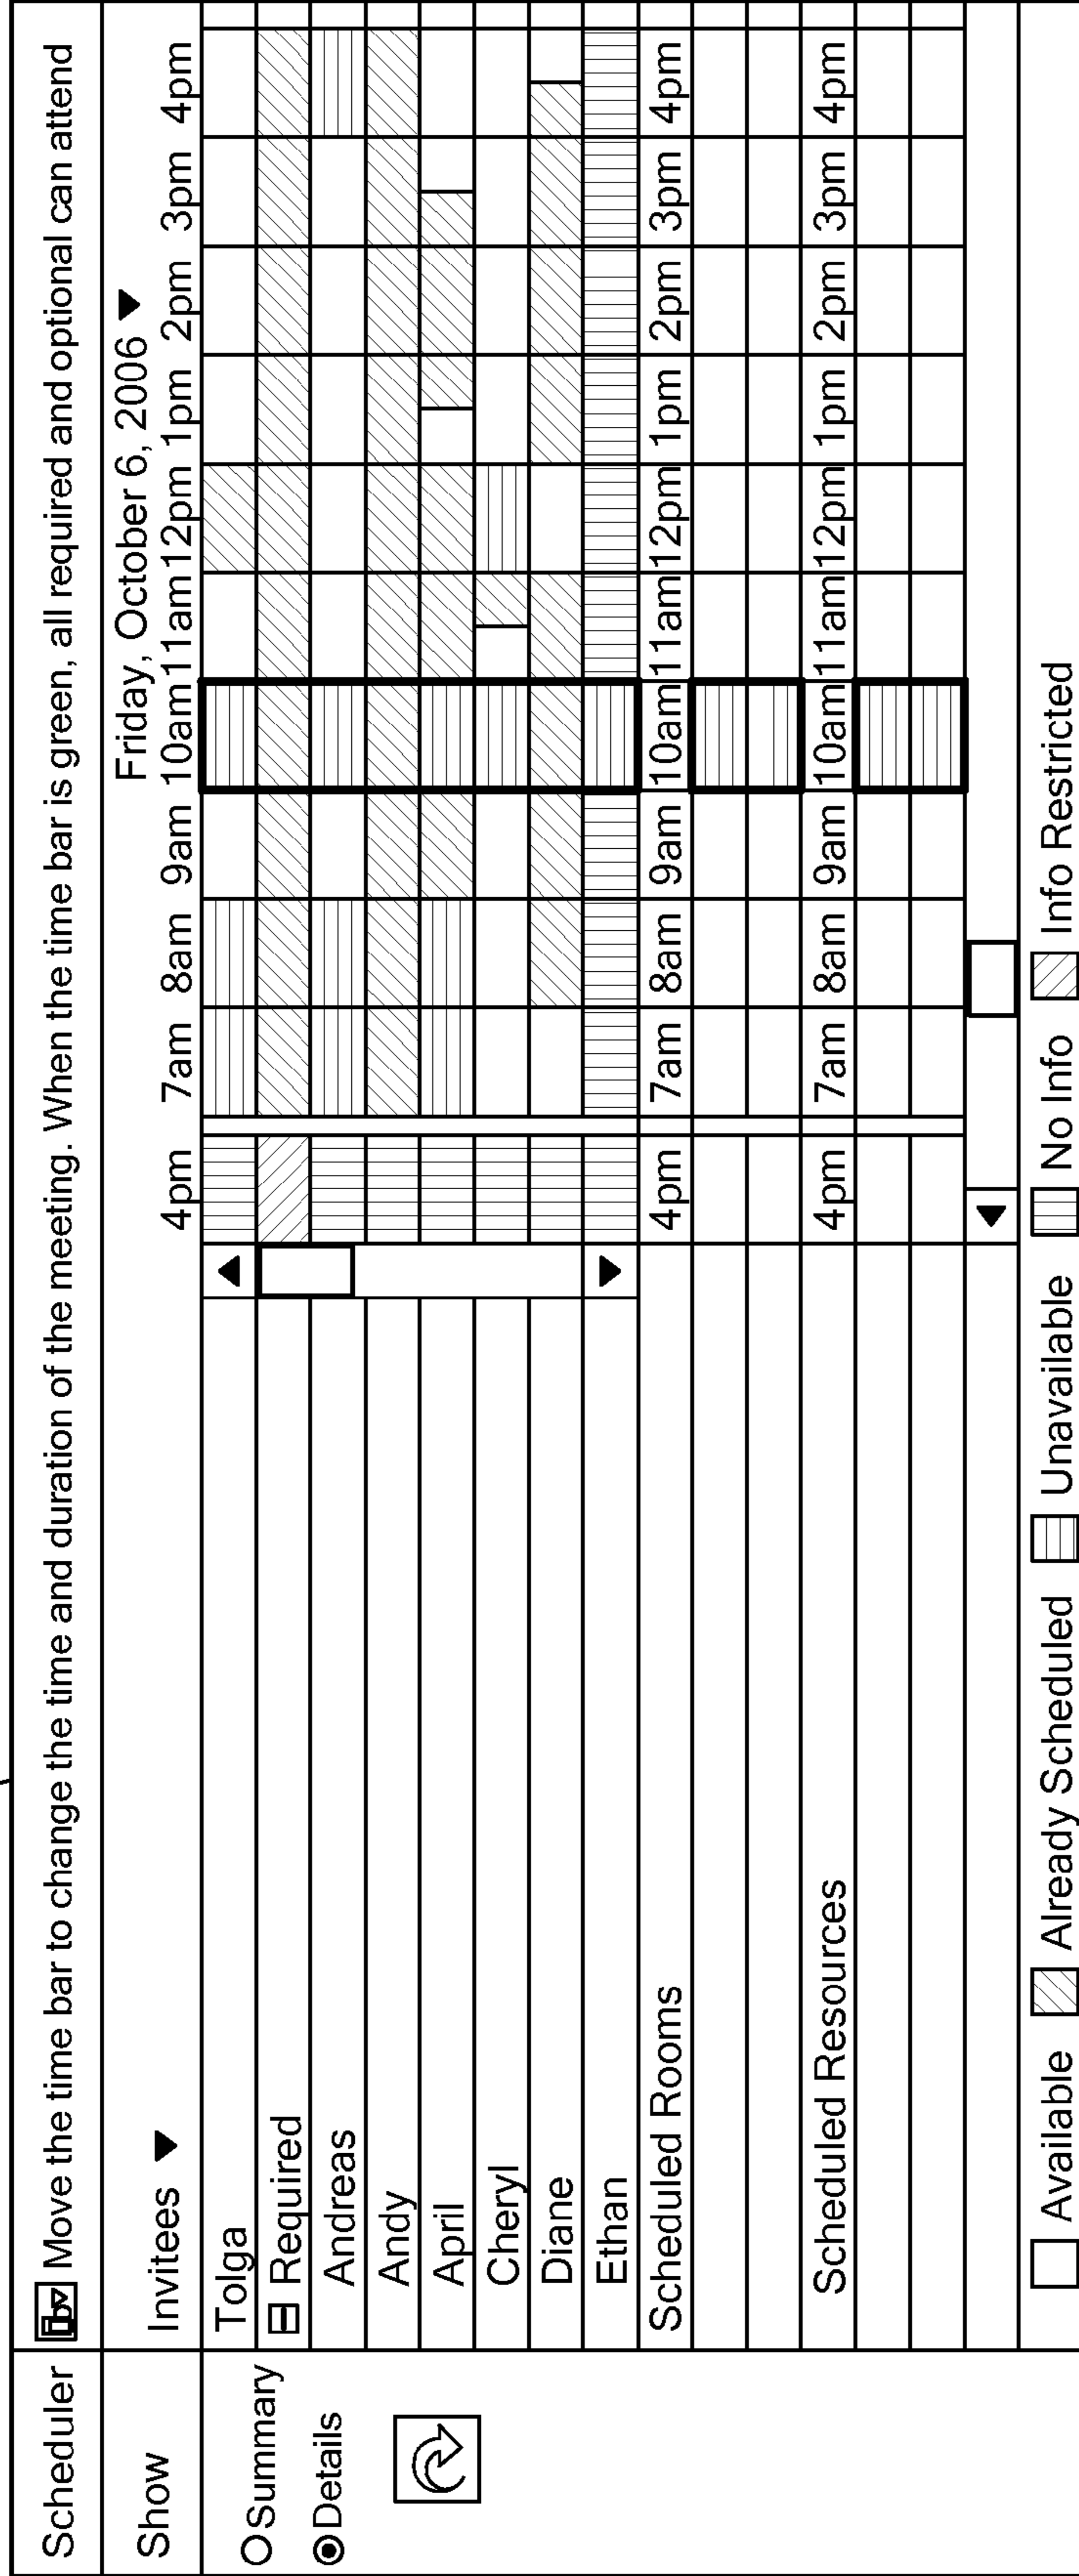 Scheduler Move the time bar to change the time and duration of the meeting. When the time bar is green, all required and optional can attend
Show Invitees Friday, October 6, 2006
4pm 7am 8am 9am 10am 11am 12pm 1pm 2pm 3pm 4pm
Tolga
Summary
Required
Details
Andreas
Andy
April
Cheryl
Diane
Ethan
Scheduled Rooms 4pm 7am 8am 9am 10am 11am 12pm 1pm 2pm 3pm 4pm
Scheduled Resources 4pm 7am 8am 9am 10am 11am 12pm 1pm 2pm 3pm 4pm
Available Already Scheduled Unavailable No Info Info Restricted